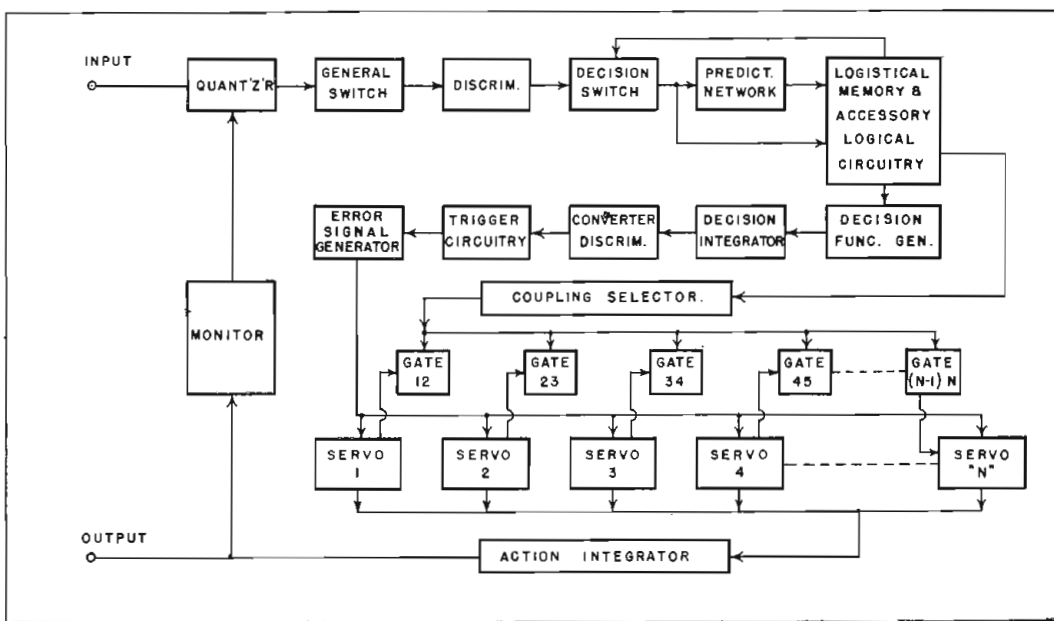 INPUT
QUANT'Z'R
GENERAL
SWITCH
DISCRIM.
DECISION
SWITCH
PREDICT.
NETWORK
LOGISTICAL
MEMORY &
ACCESSORY
LOGICAL
CIRCUITRY
ERROR
SIGNAL
GENERATOR
TRIGGER
CIRCUITRY
CONVERTER
DISCRIM.
DECISION
INTEGRATOR
DECISION
FUNC. GEN.
COUPLING SELECTOR.
MONITOR
GATE
12
GATE
23
GATE
34
GATE
45
GATE
(N-1) N
SERVO
1
SERVO
2
SERVO
3
SERVO
4
SERVO
"N"
OUTPUT
ACTION INTEGRATOR